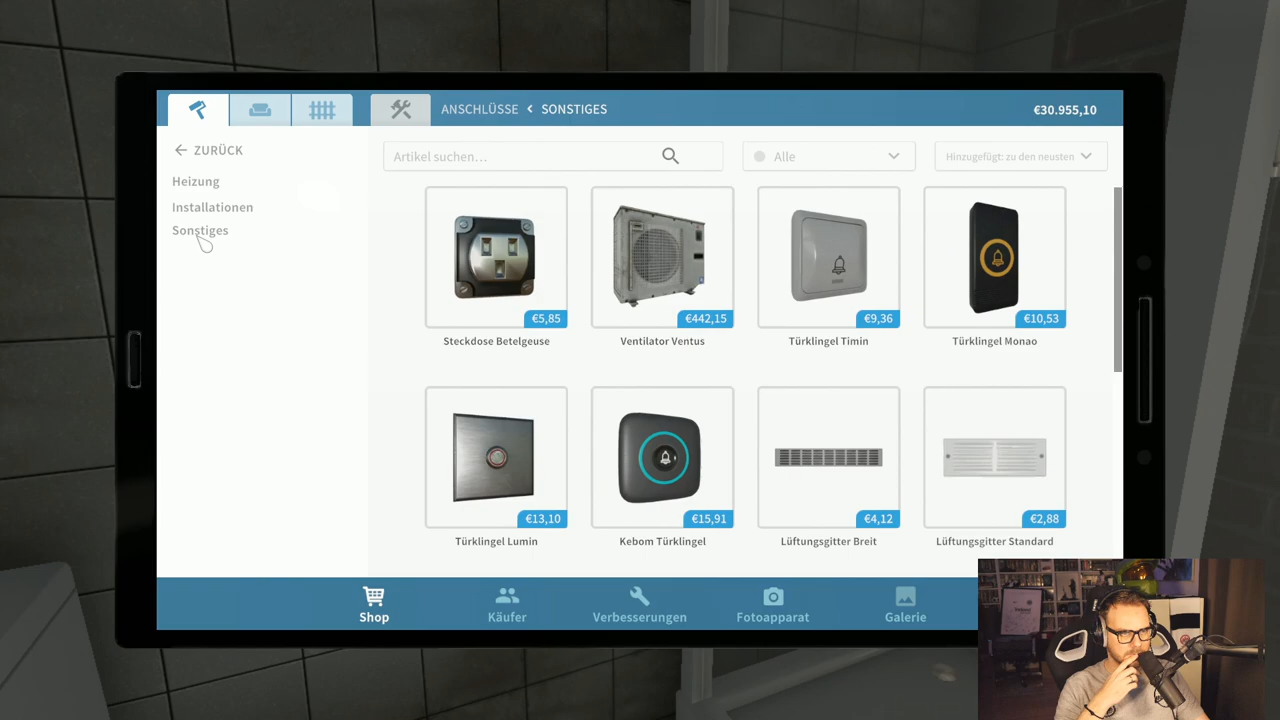 ANSCHLÜSSE < SONSTIGES
€30.955,10
ZURÜCK
Heizung
Installationen
Sonstiges
Artikel suchen...
Alle
Hinzugefügt: zu den neusten
€5,85
€442,15
€9,36
€10,53
Steckdose Betelgeuse
Ventilator Ventus
Türklingel Timin
Türklingel Monao
€13,10
€15,91
€4,12
€2,88
Türklingel Lumin
Kebom Türklingel
Lüftungsgitter Breit
Lüftungsgitter Standard
Shop
Käufer
Verbesserungen
Fotoapparat
Galerie